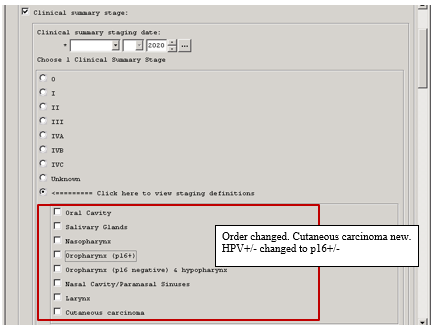 Clinical summary stage:
Clinical summary staging date:
* 2020 ...
Choose 1 Clinical Summary Stage
0
I
II
III
IVA
IVB
IVC
Unknown
<========= Click here to view staging definitions
Oral Cavity
Salivary Glands
Nasopharynx
Oropharynx (p16+)
Oropharynx (p16 negative) & hypopharynx
Nasal Cavity/Paranasal Sinuses
Larynx
Cutaneous carcinoma
Order changed. Cutaneous carcinoma new.
HPV+/- changed to p16+/-